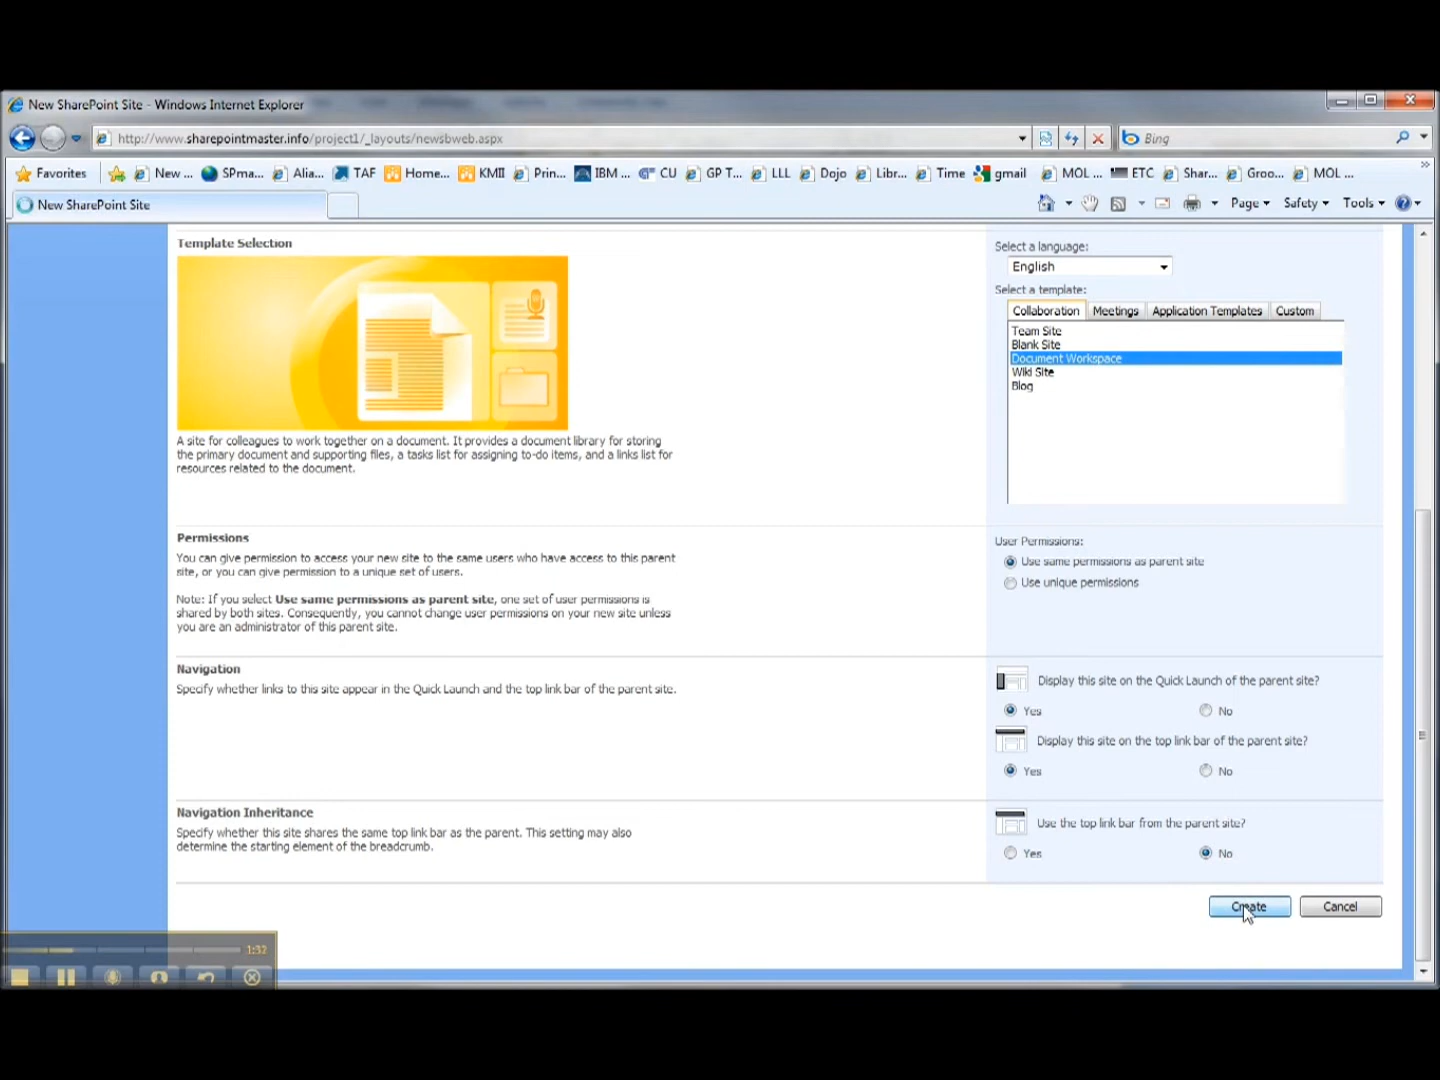 New SharePoint Site - Windows Internet Explorer
http://www.sharepointmaster.info/project1/_layouts/newsbweb.aspx
Bing
Favorites New ... SPma... Alia... TAF Home... KMII Prin... IBM ... CU GP T... LLL Dojo Libr... Time gmail MOL ... ETC Shar... Groo... MOL ...
New SharePoint Site
Page Safety Tools
Template Selection
A site for colleagues to work together on a document. It provides a document library for storing
the primary document and supporting files, a tasks list for assigning to-do items, and a links list for
resources related to the document.
Select a language:
English
Select a template:
Collaboration Meetings Application Templates Custom
Team Site
Blank Site
Document Workspace
Wiki Site
Blog
Permissions
You can give permission to access your new site to the same users who have access to this parent
site, or you can give permission to a unique set of users.
Note: If you select Use same permissions as parent site, one set of user permissions is
shared by both sites. Consequently, you cannot change user permissions on your new site unless
you are an administrator of this parent site.
User Permissions:
Use same permissions as parent site
Use unique permissions
Navigation
Specify whether links to this site appear in the Quick Launch and the top link bar of the parent site.
Display this site on the Quick Launch of the parent site?
Yes No
Display this site on the top link bar of the parent site?
Yes No
Navigation Inheritance
Specify whether this site shares the same top link bar as the parent. This setting may also
determine the starting element of the breadcrumb.
Use the top link bar from the parent site?
Yes No
Create Cancel
1:32